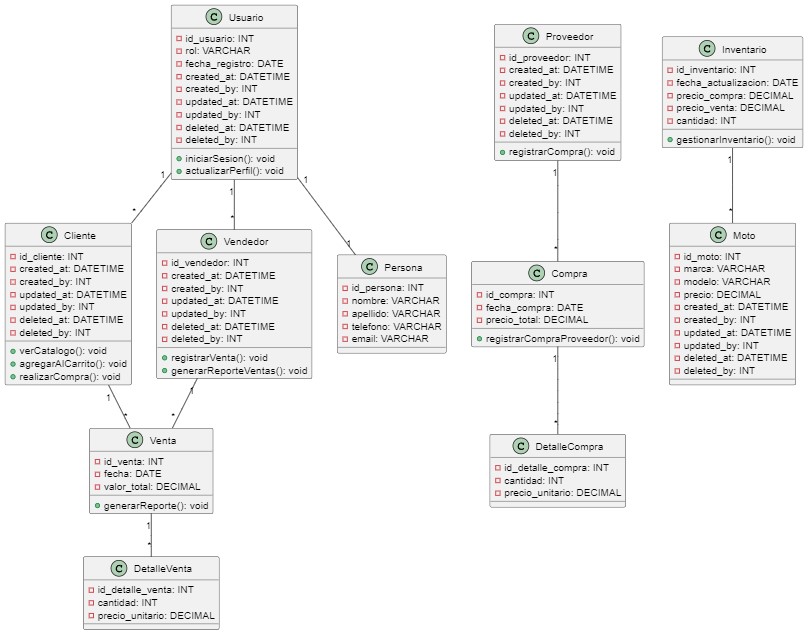 C Usuario
id_usuario: INT
rol: VARCHAR
fecha_registro: DATE
created_at: DATETIME
created_by: INT
updated_at: DATETIME
updated_by: INT
deleted_at: DATETIME
deleted_by: INT
iniciarSesion(): void
actualizarPerfil(): void
C Proveedor
id_proveedor: INT
created_at: DATETIME
created_by: INT
updated_at: DATETIME
updated_by: INT
deleted_at: DATETIME
deleted_by: INT
registrarCompra(): void
C Inventario
id_inventario: INT
fecha_actualizacion: DATE
precio_compra: DECIMAL
precio_venta: DECIMAL
cantidad: INT
gestionarInventario(): void
1
*
1
*
1
1
1
*
1
*
C Cliente
id_cliente: INT
created_at: DATETIME
created_by: INT
updated_at: DATETIME
updated_by: INT
deleted_at: DATETIME
deleted_by: INT
verCatalogo(): void
agregarAlCarrito(): void
realizarCompra(): void
C Vendedor
id_vendedor: INT
created_at: DATETIME
created_by: INT
updated_at: DATETIME
updated_by: INT
deleted_at: DATETIME
deleted_by: INT
registrarVenta(): void
generarReporteVentas(): void
C Persona
id_persona: INT
nombre: VARCHAR
apellido: VARCHAR
telefono: VARCHAR
email: VARCHAR
C Compra
id_compra: INT
fecha_compra: DATE
precio_total: DECIMAL
registrarCompraProveedor(): void
C Moto
id_moto: INT
marca: VARCHAR
modelo: VARCHAR
precio: DECIMAL
created_at: DATETIME
created_by: INT
updated_at: DATETIME
updated_by: INT
deleted_at: DATETIME
deleted_by: INT
1
*
1
*
1
*
C Venta
id_venta: INT
fecha: DATE
valor_total: DECIMAL
generarReporte(): void
C DetalleCompra
id_detalle_compra: INT
cantidad: INT
precio_unitario: DECIMAL
1
*
C DetalleVenta
id_detalle_venta: INT
cantidad: INT
precio_unitario: DECIMAL